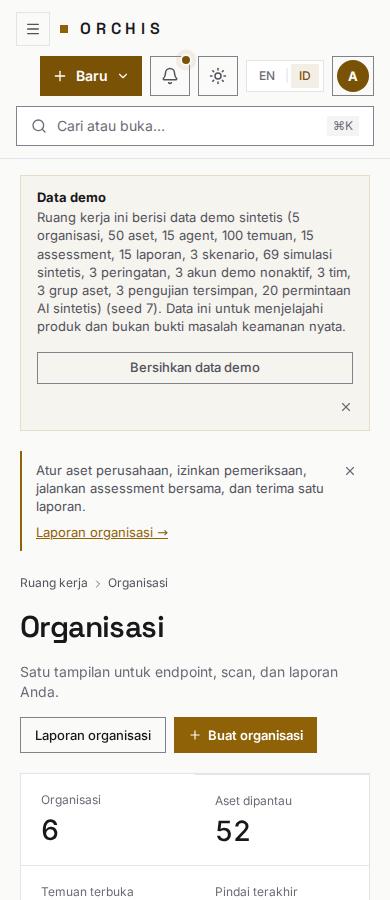 ORCHIS
Baru
EN
ID
A
Cari atau buka...
⌘K
Data demo
Ruang kerja ini berisi data demo sintetis (5
organisasi, 50 aset, 15 agent, 100 temuan, 15
assessment, 15 laporan, 3 skenario, 69 simulasi
sintetis, 3 peringatan, 3 akun demo nonaktif, 3 tim,
3 grup aset, 3 pengujian tersimpan, 20 permintaan
AI sintetis) (seed 7). Data ini untuk menjelajahi
produk dan bukan bukti masalah keamanan nyata.
Bersihkan data demo
Atur aset perusahaan, izinkan pemeriksaan,
jalankan assessment bersama, dan terima satu
laporan.
Laporan organisasi →
Ruang kerja > Organisasi
Organisasi
Satu tampilan untuk endpoint, scan, dan laporan
Anda.
Laporan organisasi
+ Buat organisasi
Organisasi
6
Aset dipantau
52
Temuan terbuka
Pindai terakhir